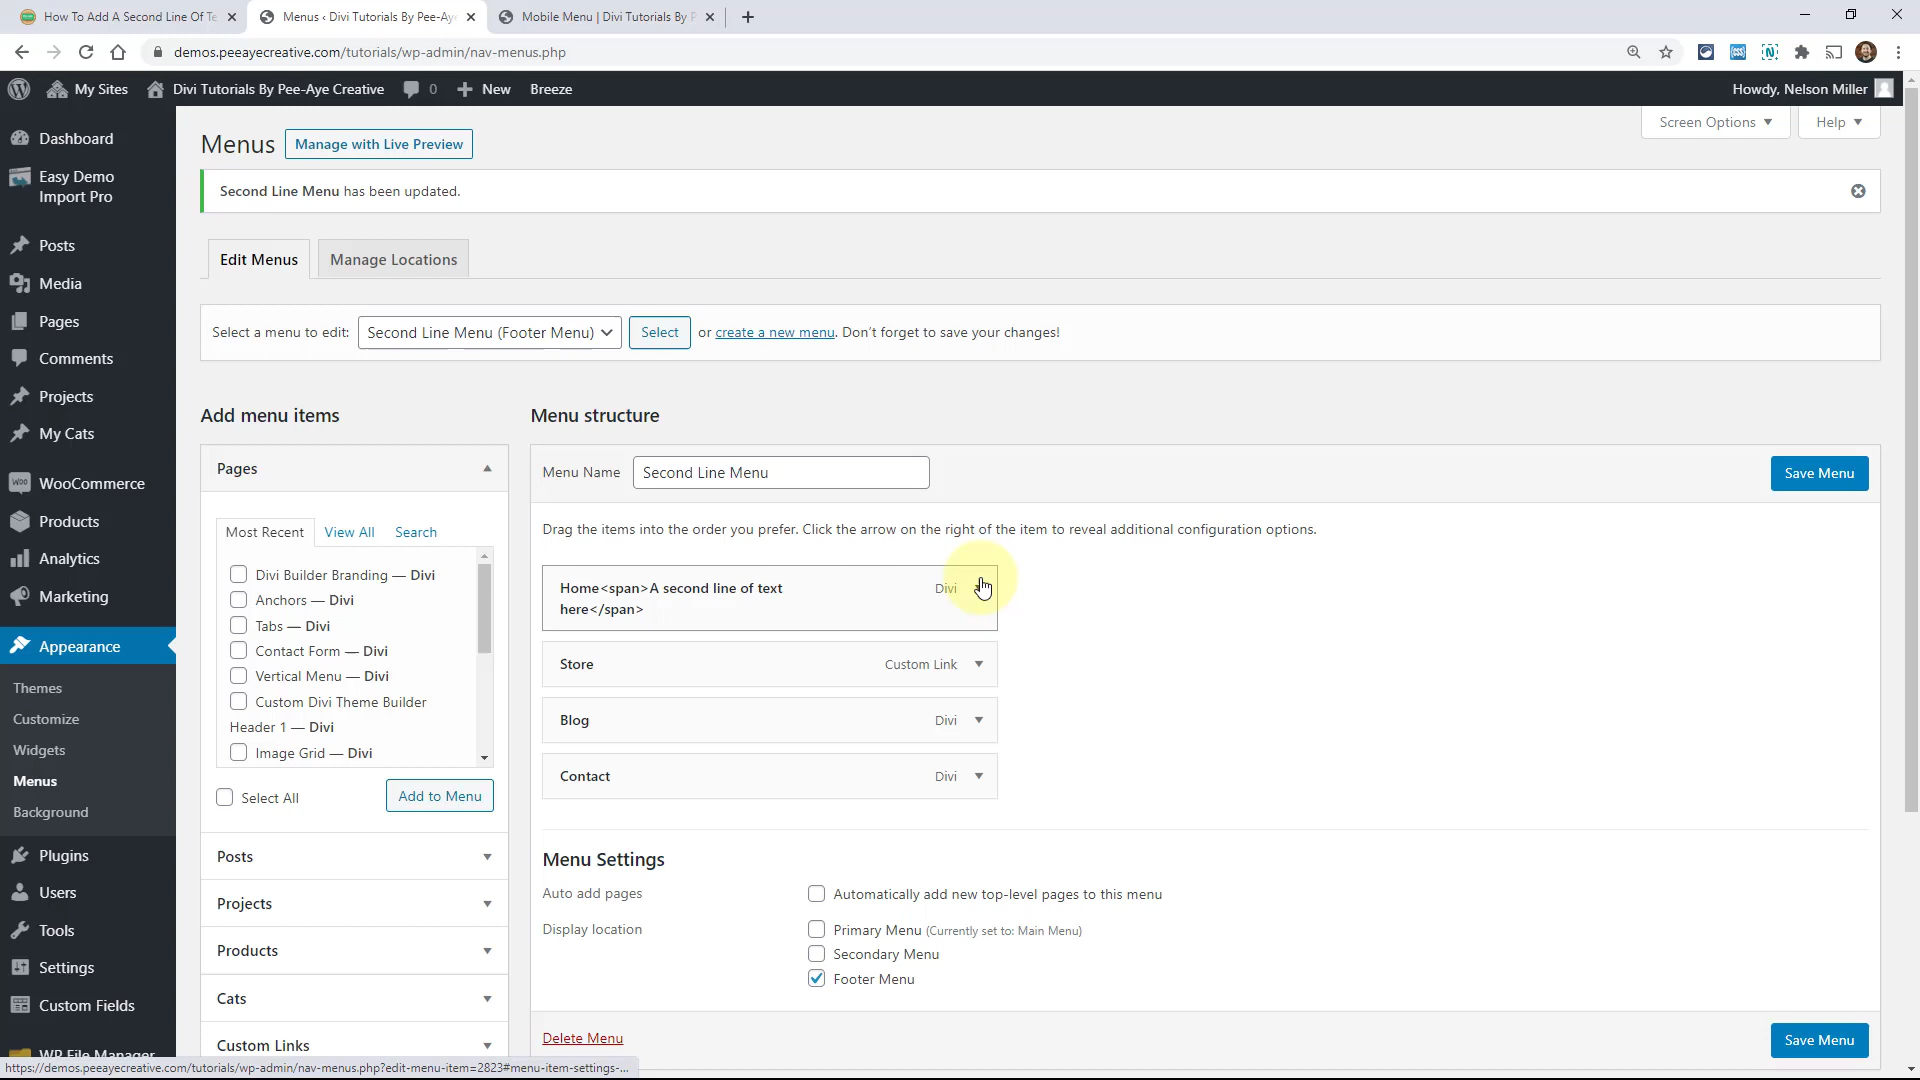 How To Add A Second Line Of Te
Menus ‹ Divi Tutorials By Pee-Aye
Mobile Menu | Divi Tutorials By P
demos.peeayecreative.com/tutorials/wp-admin/nav-menus.php
My Sites
Divi Tutorials By Pee-Aye Creative
0
New
Breeze
Howdy, Nelson Miller
Dashboard
Easy Demo
Import Pro
Posts
Media
Pages
Comments
Projects
My Cats
WooCommerce
Products
Analytics
Marketing
Appearance
Themes
Customize
Widgets
Menus
Background
Plugins
Users
Tools
Settings
Custom Fields
WP File Manager
Menus
Manage with Live Preview
Screen Options
Help
Second Line Menu has been updated.
Edit Menus
Manage Locations
Select a menu to edit:
Second Line Menu (Footer Menu)
Select
or create a new menu. Don’t forget to save your changes!
Add menu items
Pages
Most Recent
View All
Search
Divi Builder Branding — Divi
Anchors — Divi
Tabs — Divi
Contact Form — Divi
Vertical Menu — Divi
Custom Divi Theme Builder
Header 1 — Divi
Image Grid — Divi
Select All
Add to Menu
Posts
Projects
Products
Cats
Custom Links
Menu structure
Menu Name
Second Line Menu
Save Menu
Drag the items into the order you prefer. Click the arrow on the right of the item to reveal additional configuration options.
Home<span>A second line of text
here</span>
Divi
Store
Custom Link
Blog
Divi
Contact
Divi
Menu Settings
Auto add pages
Automatically add new top-level pages to this menu
Display location
Primary Menu (Currently set to: Main Menu)
Secondary Menu
Footer Menu
Delete Menu
Save Menu
https://demos.peeayecreative.com/tutorials/wp-admin/nav-menus.php?edit-menu-item=2823#menu-item-settings-...